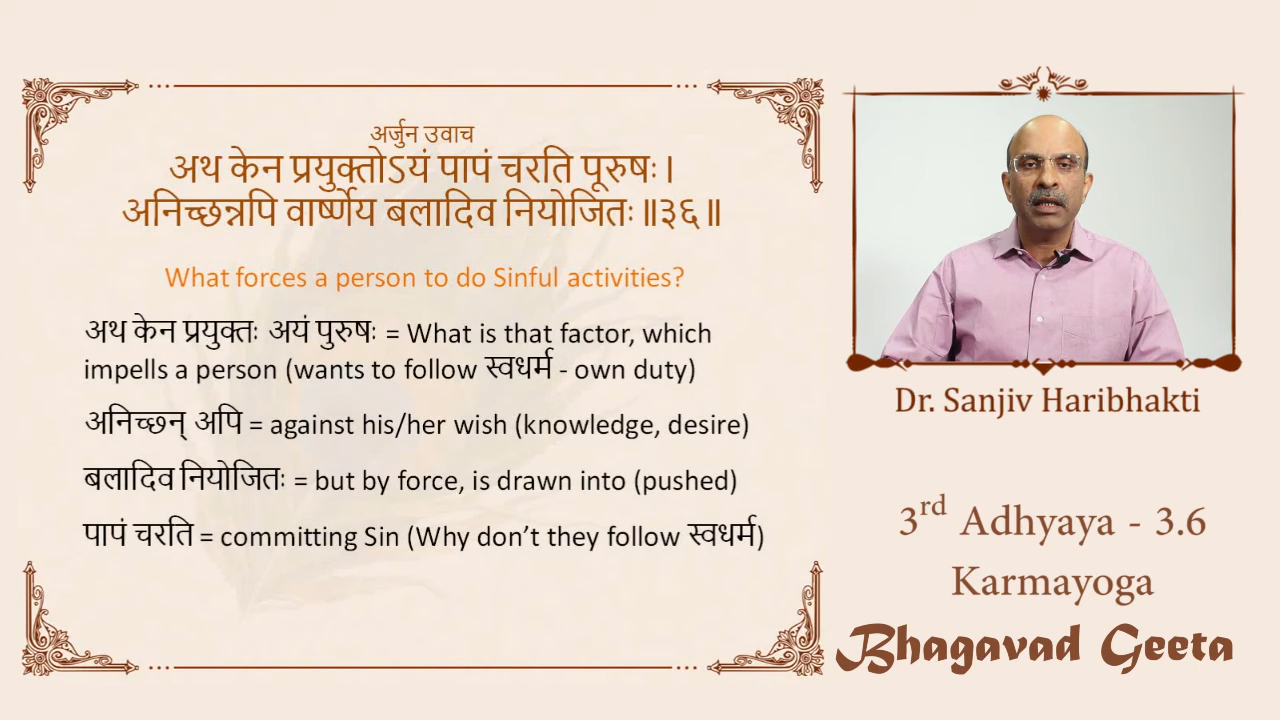 अर्जुन उवाच
अथ केन प्रयुक्तोऽयं पापं चरति पूरुषः ।
अनिच्छन्नपि वार्ष्णेय बलादिव नियोजितः ॥३६॥
What forces a person to do Sinful activities?
अथ केन प्रयुक्तः अयं पुरुषः = What is that factor, which
impells a person (wants to follow स्वधर्म - own duty)
अनिच्छन् अपि = against his/her wish (knowledge, desire)
बलादिव नियोजितः = but by force, is drawn into (pushed)
पापं चरति = committing Sin (Why don’t they follow स्वधर्म)
Dr. Sanjiv Haribhakti
3rd Adhyaya - 3.6
Karmayoga
Bhagavad Geeta